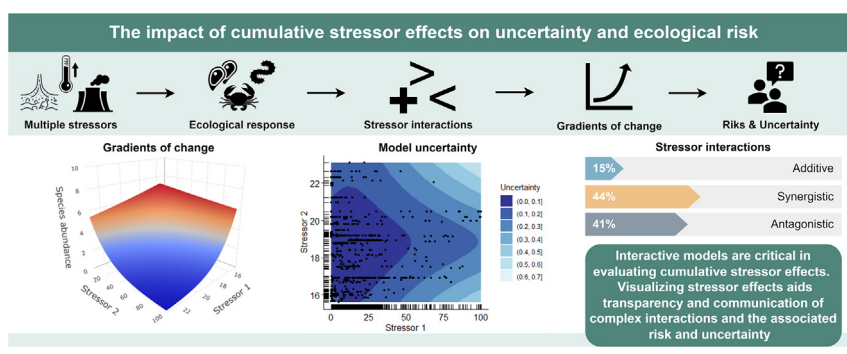 The impact of cumulative stressor effects on uncertainty and ecological risk
?
Multiple stressors
Ecological response
Stressor interactions
Gradients of change
Riks & Uncertainty
Gradients of change
10
8
6
4
2
0
Species abundance
0
20
40
60
80
100
Stressor 2
22
20
18
16
Stressor 1
Model uncertainty
22
20
18
16
Stressor 2
0
25
50
75
100
Stressor 1
Uncertainty
(0.0, 0.1]
(0.1, 0.2]
(0.2, 0.3]
(0.3, 0.4]
(0.4, 0.5]
(0.5, 0.6]
(0.6, 0.7]
Stressor interactions
15% Additive
44% Synergistic
41% Antagonistic
Interactive models are critical in
evaluating cumulative stressor effects.
Visualizing stressor effects aids
transparency and communication of
complex interactions and the associated
risk and uncertainty